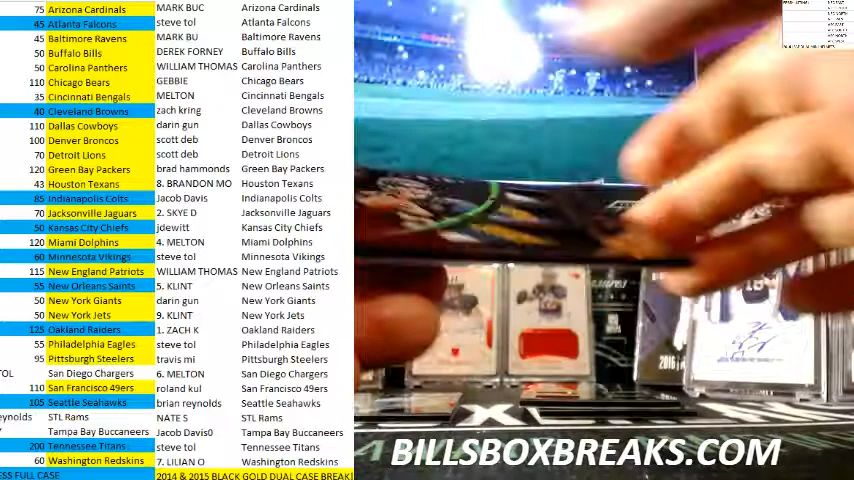 75 Arizona Cardinals MARK BUC Arizona Cardinals
45 Atlanta Falcons steve tol Atlanta Falcons
45 Baltimore Ravens MARK BU Baltimore Ravens
50 Buffalo Bills DEREK FORNEY Buffalo Bills
50 Carolina Panthers WILLIAM THOMAS Carolina Panthers
110 Chicago Bears GEBBIE Chicago Bears
35 Cincinnati Bengals MELTON Cincinnati Bengals
40 Cleveland Browns zach kring Cleveland Browns
110 Dallas Cowboys darin gun Dallas Cowboys
100 Denver Broncos scott deb Denver Broncos
70 Detroit Lions scott deb Detroit Lions
120 Green Bay Packers brad hammonds Green Bay Packers
43 Houston Texans 8. BRANDON MO Houston Texans
85 Indianapolis Colts Jacob Davis Indianapolis Colts
70 Jacksonville Jaguars 2. SKYE D Jacksonville Jaguars
50 Kansas City Chiefs jdewitt Kansas City Chiefs
120 Miami Dolphins 4. MELTON Miami Dolphins
60 Minnesota Vikings steve tol Minnesota Vikings
115 New England Patriots WILLIAM THOMAS New England Patriots
55 New Orleans Saints 5. KLINT New Orleans Saints
50 New York Giants darin gun New York Giants
50 New York Jets 9. KLINT New York Jets
125 Oakland Raiders 1. ZACH K Oakland Raiders
55 Philadelphia Eagles steve tol Philadelphia Eagles
95 Pittsburgh Steelers travis mi Pittsburgh Steelers
TOL San Diego Chargers 6. MELTON San Diego Chargers
110 San Francisco 49ers roland kul San Francisco 49ers
105 Seattle Seahawks brian reynolds Seattle Seahawks
eynolds STL Rams NATE S STL Rams
Tampa Bay Buccaneers Jacob Davis0 Tampa Bay Buccaneers
200 Tennessee Titans steve tol Tennessee Titans
60 Washington Redskins 7. LILIAN O Washington Redskins
ESS FULL CASE 2014 & 2015 BLACK GOLD DUAL CASE BREAK
2016
BILLSBOXBREAKS.COM